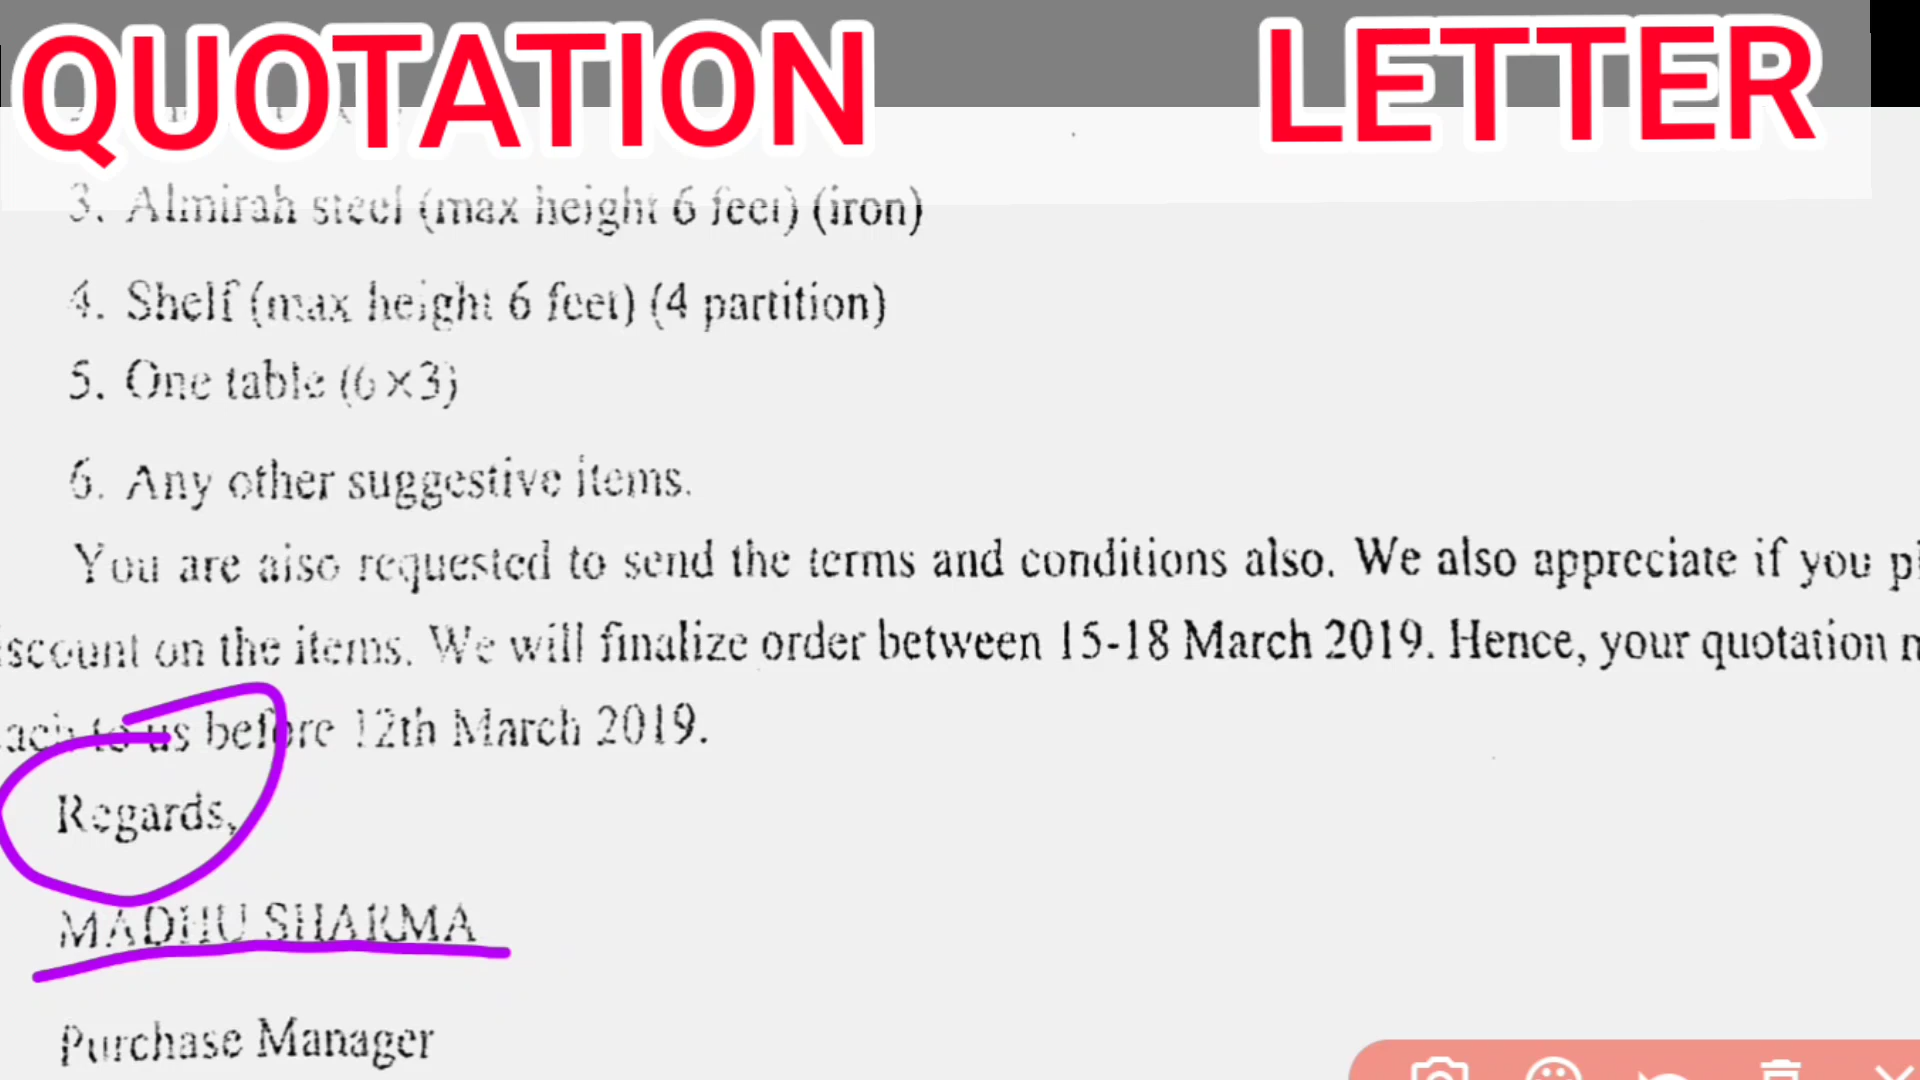 QUOTATION LETTER
3. Almirah steel (max height 6 feet) (iron)
4. Shelf (max height 6 feet) (4 partition)
5. One table (6×3)
6. Any other suggestive items.
You are also requested to send the terms and conditions also. We also appreciate if you
on the items. We will finalize order between 15-18 March 2019. Hence, your quotation
to us before 12th March 2019.
Regards,
MADHU SHARMA
Purchase Manager